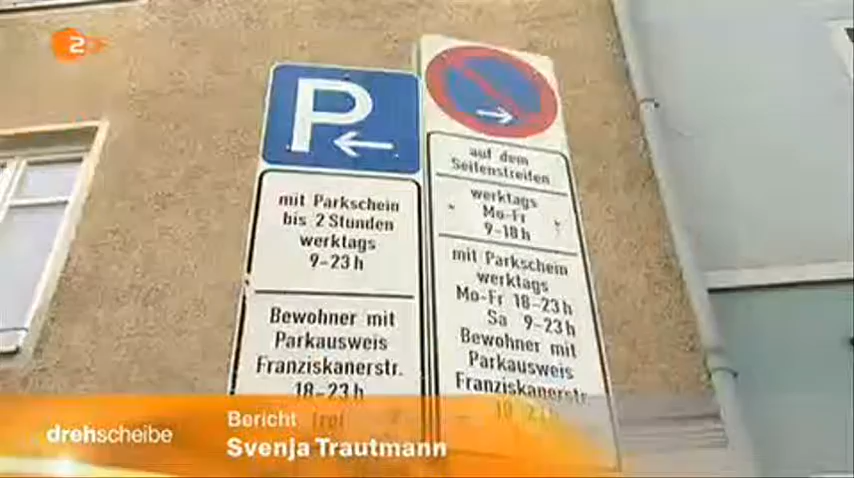 2
P
mit Parkschein
bis 2 Stunden
werktags
9-23 h
Bewohner mit
Parkausweis
Franziskanerstr.
18-23 h
frei
auf dem
Seitenstreifen
werktags
Mo-Fr
9-18 h
mit Parkschein
werktags
Mo-Fr 18-23 h
Sa 9-23 h
Bewohner mit
Parkausweis
Franziskanerstr.
drehscheibe
Bericht
Svenja Trautmann